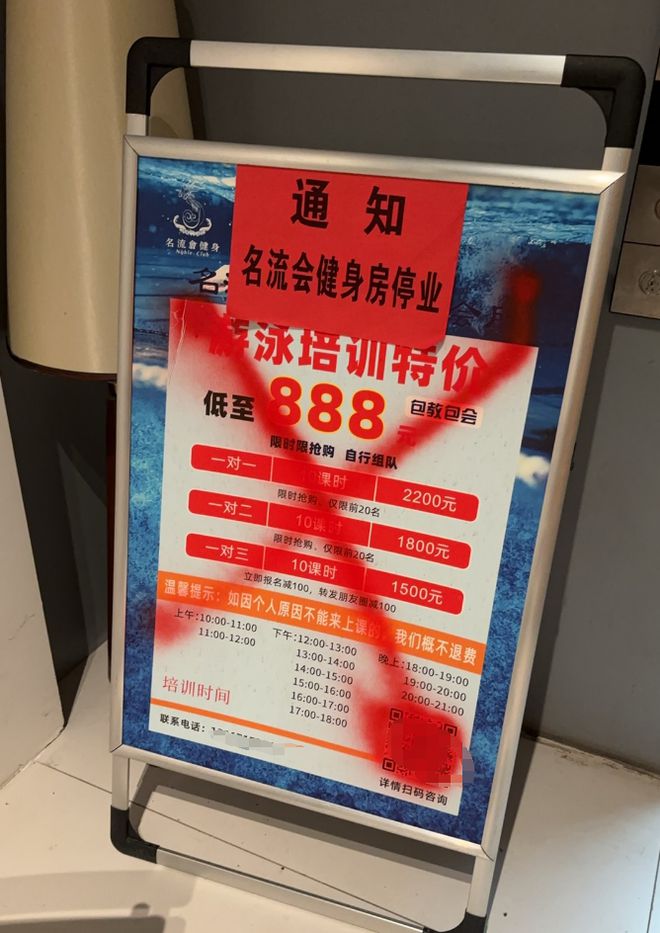 名流會健身
Noble Club
通 知
名流会健身房停业
名
游泳培训特价
低至 888 元 包教包会
限时限抢购 自行组队
一对一 10课时 2200元
限时抢购、仅限前20名
一对二 10课时 1800元
限时抢购、仅限前20名
一对三 10课时 1500元
立即报名减100，转发朋友圈减100
温馨提示：如因个人原因不能来上课的，我们概不退费
上午:10:00-11:00
11:00-12:00
下午:12:00-13:00
13:00-14:00
14:00-15:00
15:00-16:00
16:00-17:00
17:00-18:00
晚上:18:00-19:00
19:00-20:00
20:00-21:00
培训时间
联系电话:
详情扫码咨询